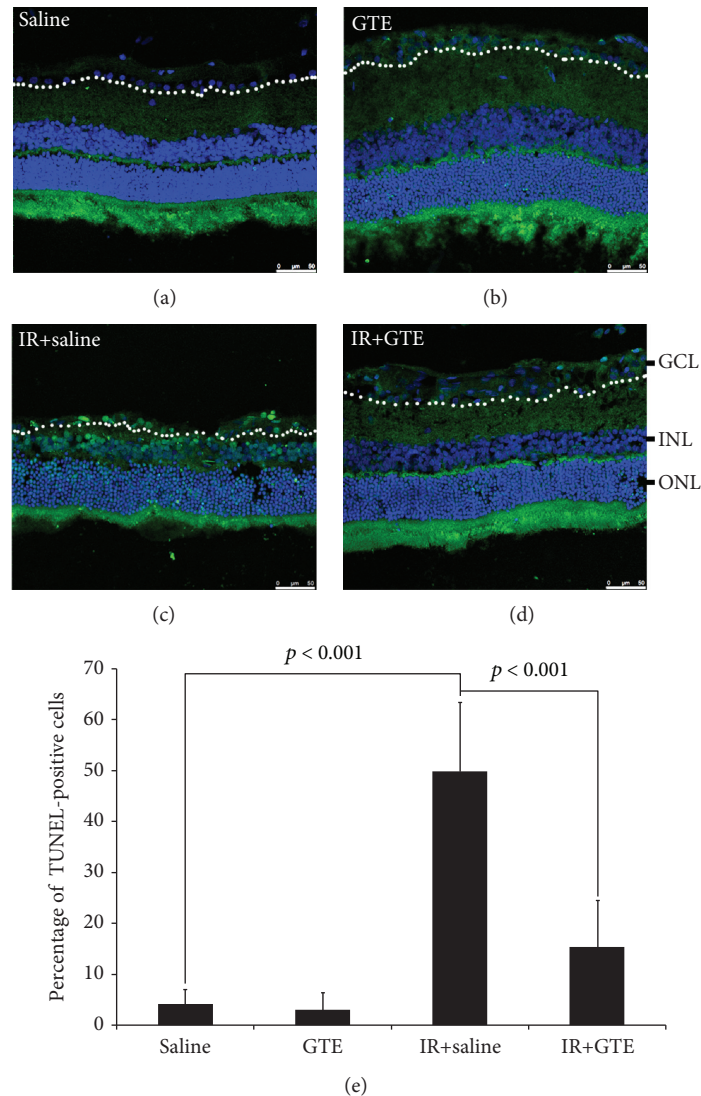 Saline
GTE
0 µm 50
0 µm 50
(a)
(b)
IR+saline
IR+GTE
GCL
INL
ONL
0 µm 50
0 µm 50
(c)
(d)
Percentage of TUNEL-positive cells
70
60
50
40
30
20
10
0
p < 0.001
p < 0.001
Saline
GTE
IR+saline
IR+GTE
(e)